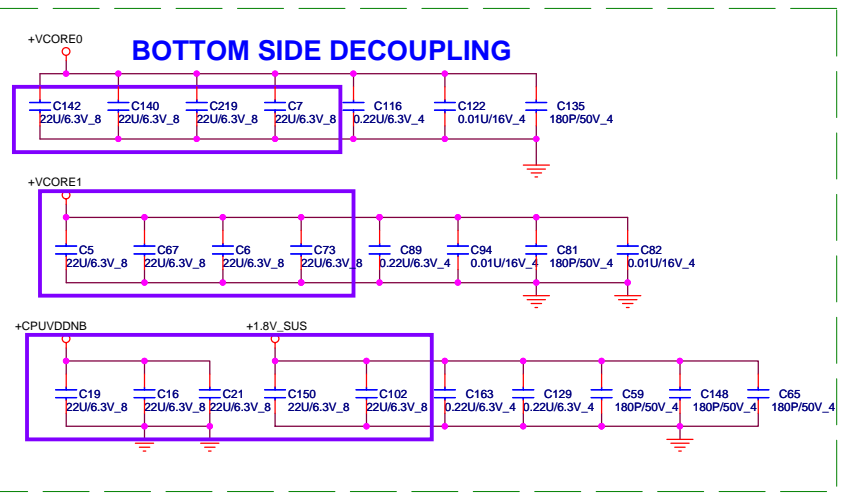 +VCORE0
BOTTOM SIDE DECOUPLING
C142 C140 C219 C7 C116 C122 C135
22U/6.3V_8 22U/6.3V_8 22U/6.3V_8 22U/6.3V_8 0.22U/6.3V_4 0.01U/16V_4 180P/50V_4
+VCORE1
C5 C67 C6 C73 C89 C94 C81 C82
22U/6.3V_8 22U/6.3V_8 22U/6.3V_8 22U/6.3V_8 0.22U/6.3V_4 0.01U/16V_4 180P/50V_4 0.01U/16V_4
+CPUVDDNB +1.8V_SUS
C19 C16 C21 C150 C102 C163 C129 C59 C148 C65
22U/6.3V_8 22U/6.3V_8 22U/6.3V_8 22U/6.3V_8 22U/6.3V_8 0.22U/6.3V_4 0.22U/6.3V_4 180P/50V_4 180P/50V_4 180P/50V_4